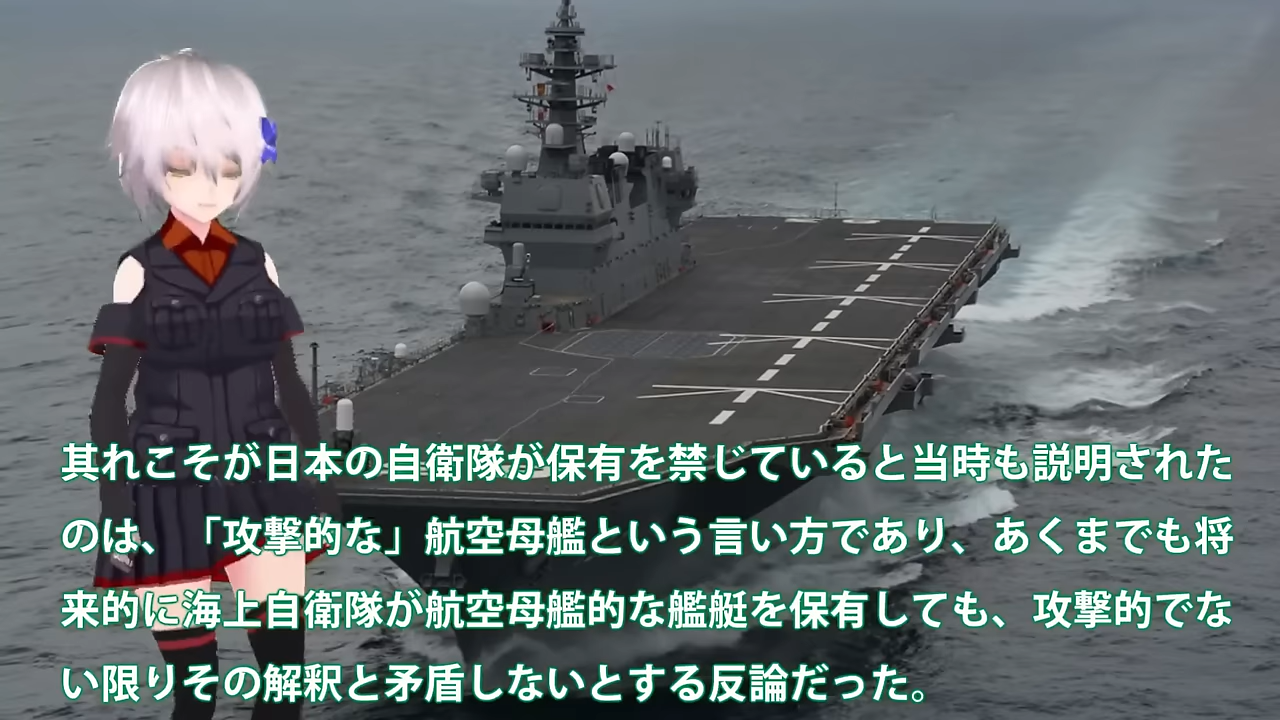 其れこそが日本の自衛隊が保有を禁じていると当時も説明された
のは、「攻撃的な」航空母艦という言い方であり、あくまでも将
来的に海上自衛隊が航空母艦的な艦艇を保有しても、攻撃的でな
い限りその解釈と矛盾しないとする反論だった。